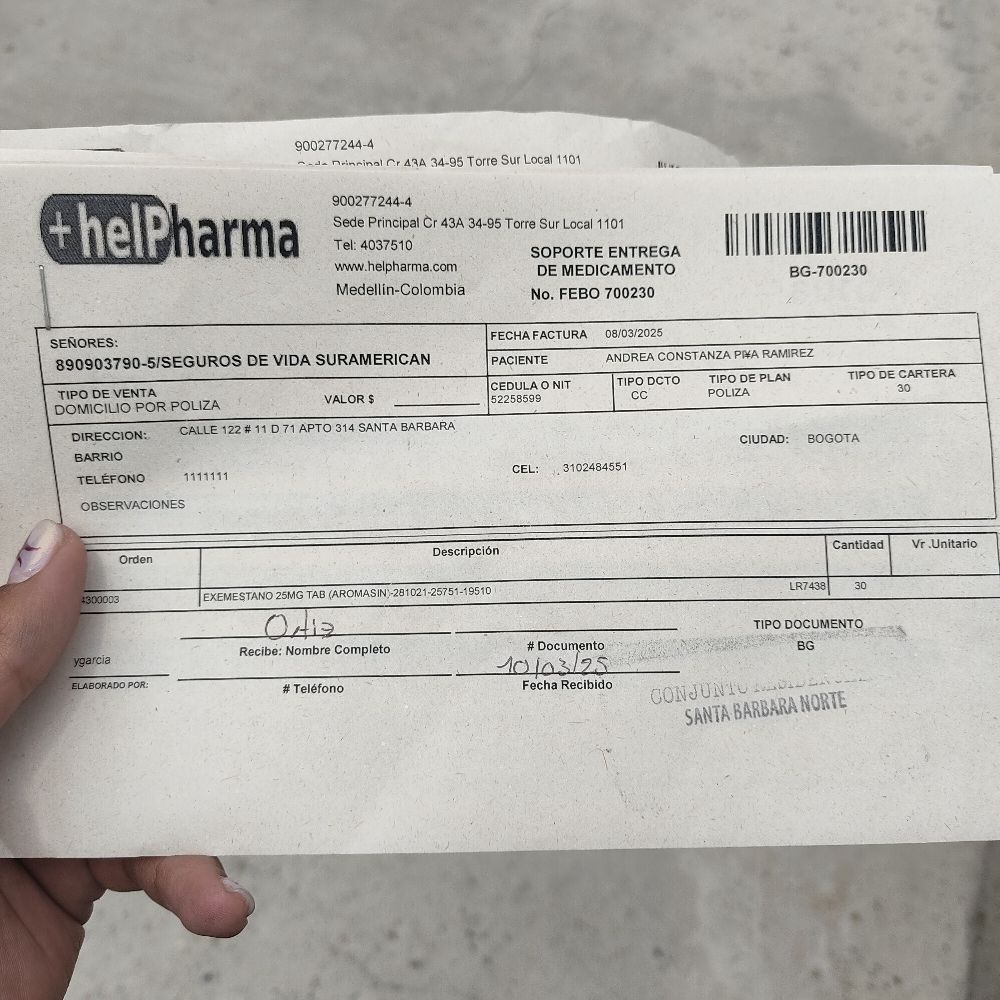 900277244-4
Sede Principal Cr 43A 34-95 Torre Sur Local 1101
+helPharma
900277244-4
Sede Principal Cr 43A 34-95 Torre Sur Local 1101
Tel: 4037510
www.helpharma.com
Medellín-Colombia
SOPORTE ENTREGA
DE MEDICAMENTO
No. FEBO 700230
BG-700230
SEÑORES:
890903790-5/SEGUROS DE VIDA SURAMERICAN
FECHA FACTURA 08/03/2025
PACIENTE ANDREA CONSTANZA PI¥A RAMIREZ
TIPO DE VENTA
DOMICILIO POR POLIZA
VALOR $
CEDULA O NIT
52258599
TIPO DCTO
CC
TIPO DE PLAN
POLIZA
TIPO DE CARTERA
30
DIRECCION: CALLE 122 # 11 D 71 APTO 314 SANTA BARBARA
CIUDAD: BOGOTA
BARRIO
TELÉFONO 1111111
CEL: 3102484551
OBSERVACIONES
Orden Descripción Cantidad Vr .Unitario
4300003 EXEMESTANO 25MG TAB (AROMASIN)-281021-25751-19510 LR7438 30
Ortiz
Recibe: Nombre Completo
# Documento
TIPO DOCUMENTO
BG
ygarcia
ELABORADO POR:
# Teléfono
10/03/25
Fecha Recibido
CONJUNTO
SANTA BARBARA NORTE